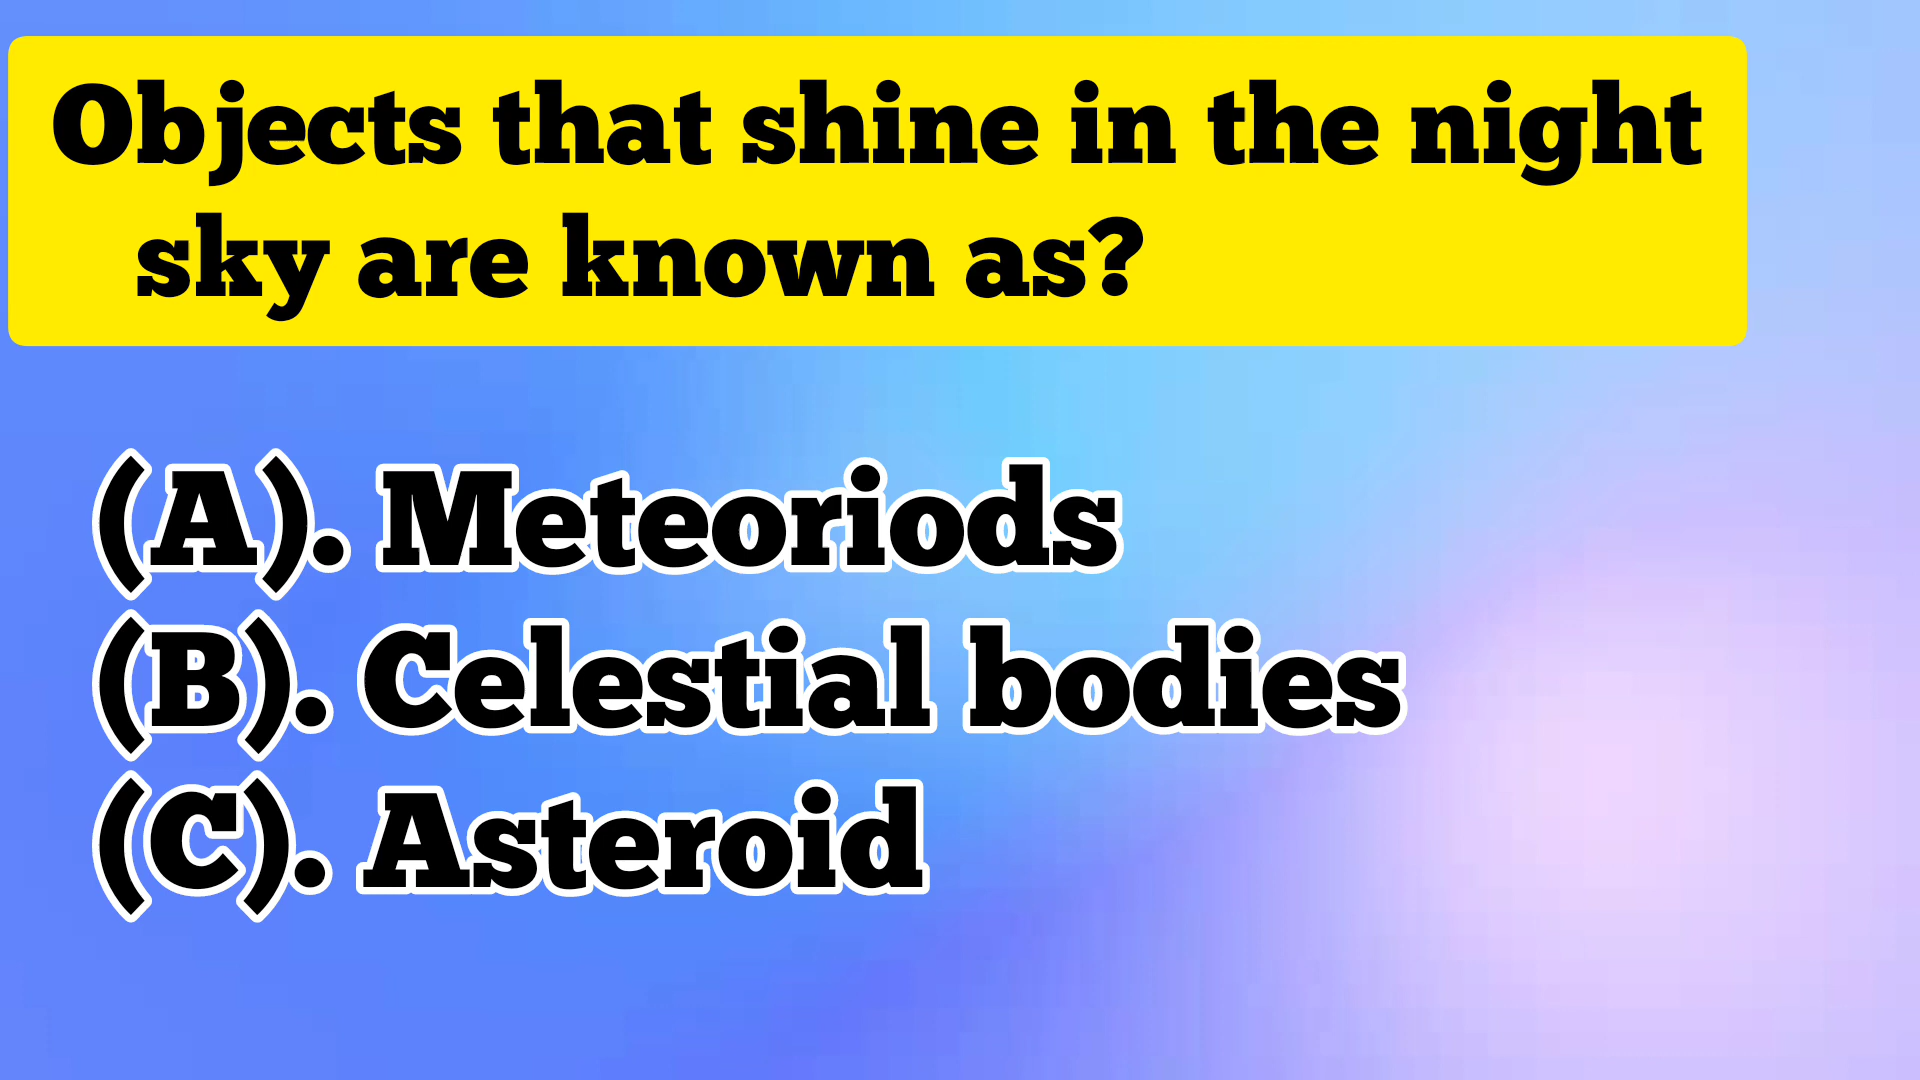 Objects that shine in the night
sky are known as?
(A). Meteoriods
(B). Celestial bodies
(C). Asteroid